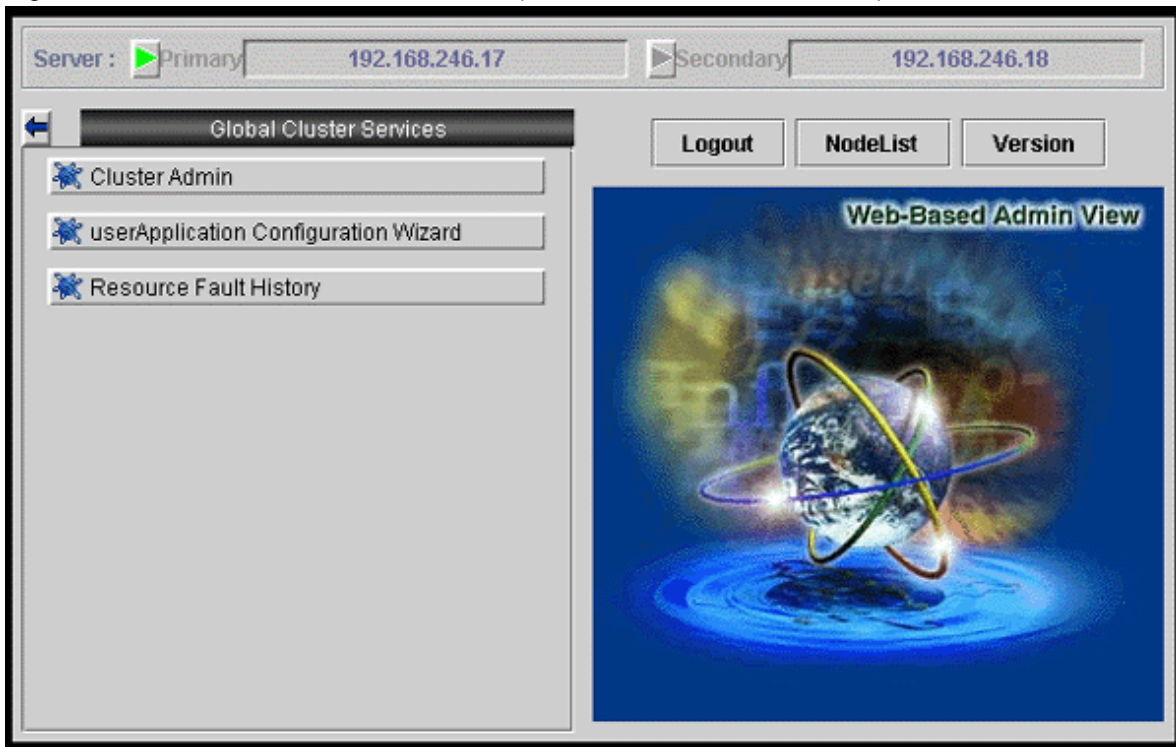 Server : Primary 192.168.246.17 Secondary 192.168.246.18
Global Cluster Services
Logout NodeList Version
Cluster Admin
userApplication Configuration Wizard
Resource Fault History
Web-Based Admin View